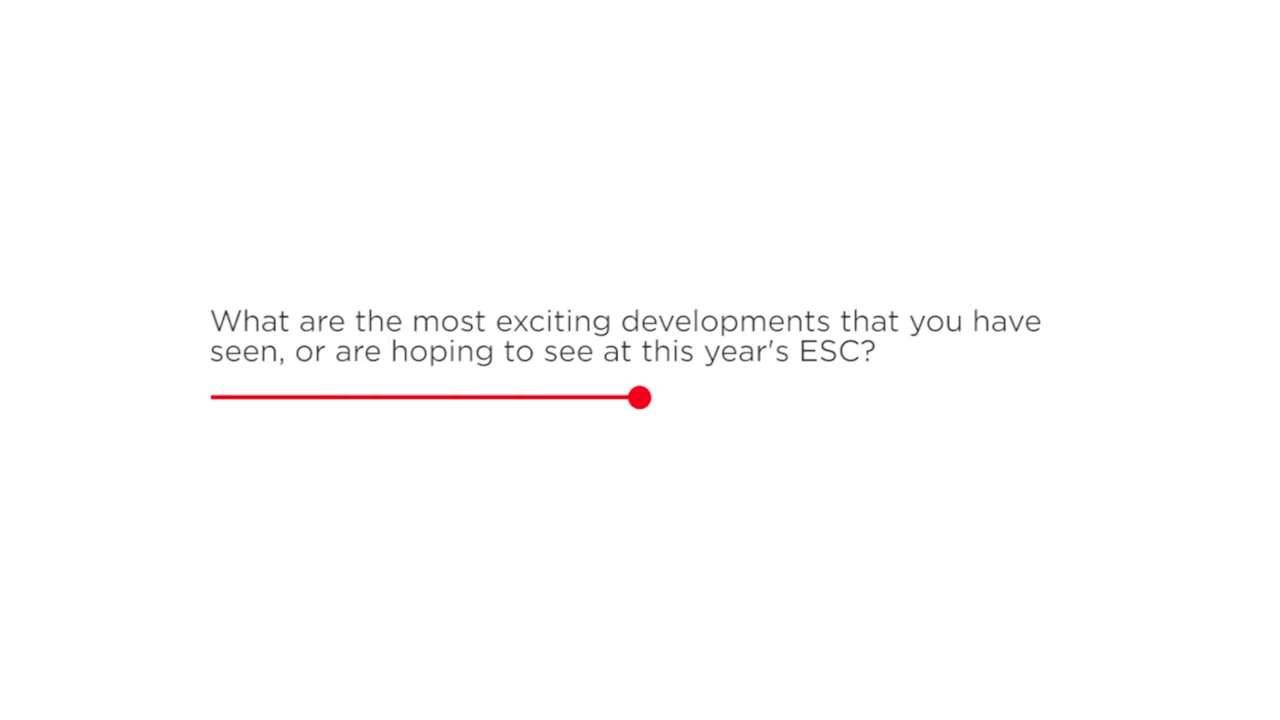 What are the most exciting developments that you have
seen, or are hoping to see at this year's ESC?